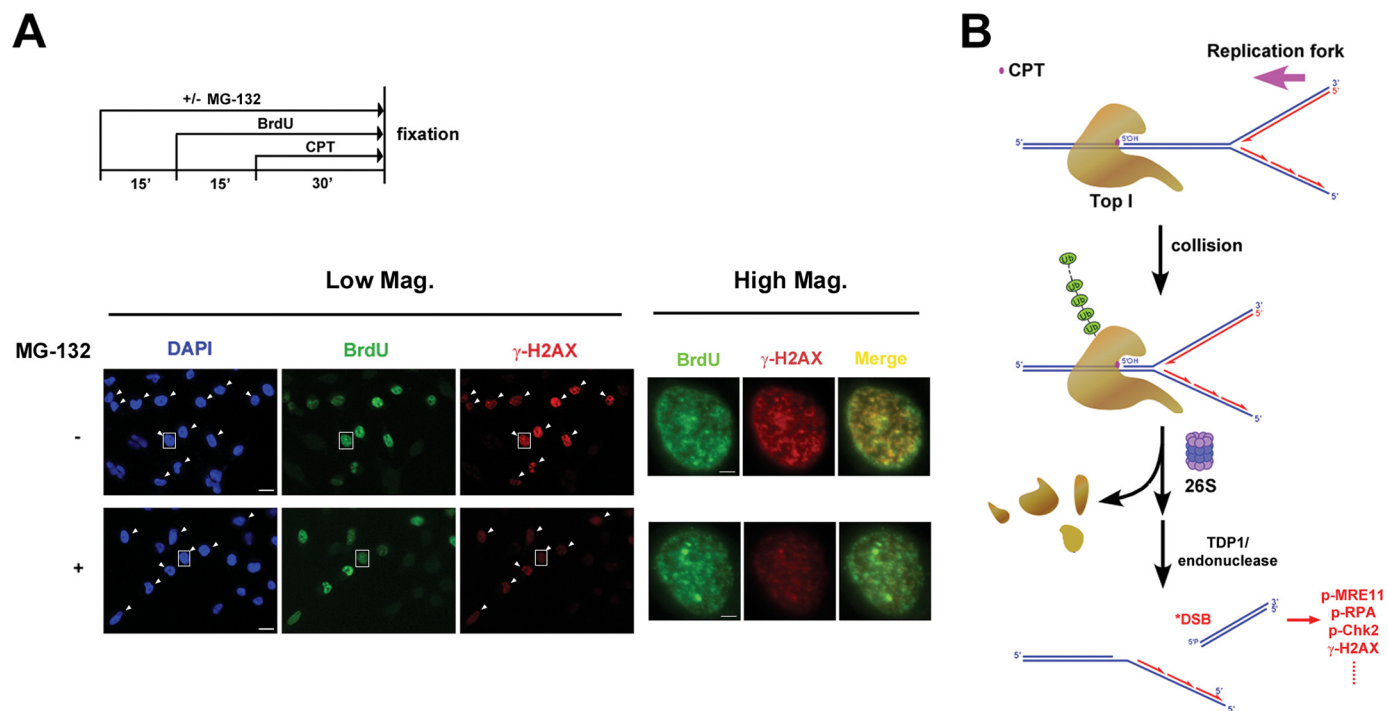 A
+/- MG-132
BrdU
CPT
fixation
15’
15’
30’
Low Mag.
High Mag.
MG-132
DAPI
BrdU
γ-H2AX
BrdU
γ-H2AX
Merge
-
+
B
CPT
Replication fork
3'
5'
5'
5'OH
5'
Top I
collision
Ub
Ub
Ub
Ub
Ub
3'
5'
5'
5'OH
5'
26S
TDP1/
endonuclease
*DSB
3'
5'
5'P
p-MRE11
p-RPA
p-Chk2
γ-H2AX
5'
5'
5'